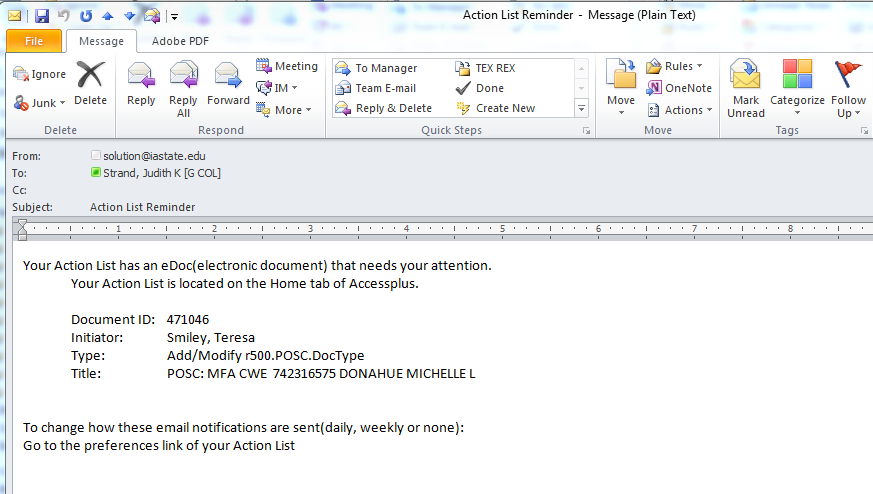 Action List Reminder - Message (Plain Text)
File Message Adobe PDF
Ignore
Junk
Delete
Reply
Reply All
Forward
Meeting
IM
More
To Manager
Team E-mail
Reply & Delete
TEX REX
Done
Create New
Move
Rules
OneNote
Actions
Mark Unread
Categorize
Follow Up
Delete Respond Quick Steps Move Tags
From: solution@iastate.edu
To: Strand, Judith K [G COL]
Cc:
Subject: Action List Reminder
1 2 3 4 5 6 7 8
Your Action List has an eDoc(electronic document) that needs your attention.
Your Action List is located on the Home tab of Accessplus.
Document ID: 471046
Initiator: Smiley, Teresa
Type: Add/Modify r500.POSC.DocType
Title: POSC: MFA CWE 742316575 DONAHUE MICHELLE L
To change how these email notifications are sent(daily, weekly or none):
Go to the preferences link of your Action List